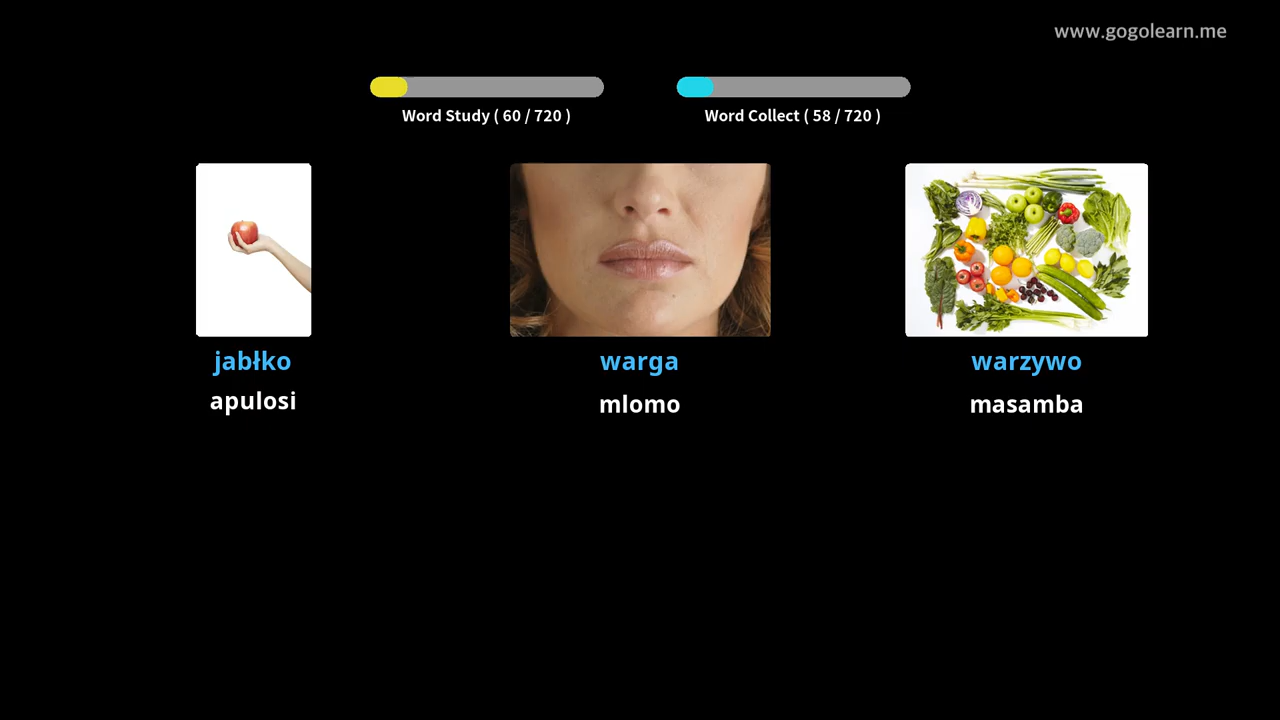 www.gogolearn.me
Word Study ( 60 / 720 )
Word Collect ( 58 / 720 )
jabłko
warga
warzywo
apulosi
mlomo
masamba